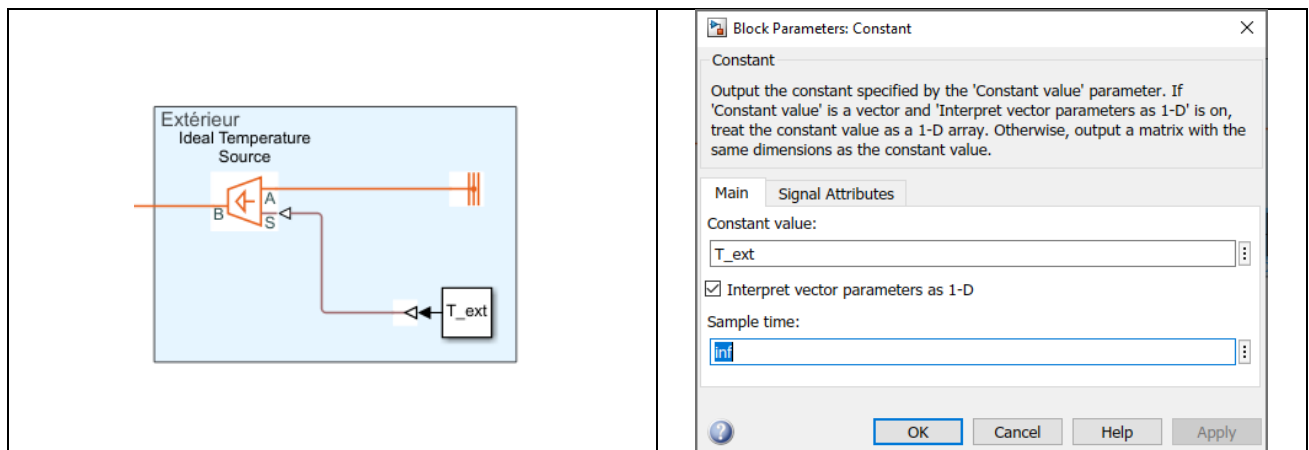 Extérieur
Ideal Temperature
Source
A
B
S
T_ext
Block Parameters: Constant
Constant
Output the constant specified by the 'Constant value' parameter. If
'Constant value' is a vector and 'Interpret vector parameters as 1-D' is on,
treat the constant value as a 1-D array. Otherwise, output a matrix with the
same dimensions as the constant value.
Main Signal Attributes
Constant value:
T_ext
Interpret vector parameters as 1-D
Sample time:
inf
OK Cancel Help Apply